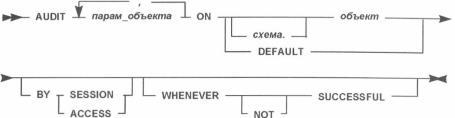 ,
AUDIT парам_объекта ON объект
схема.
DEFAULT
BY SESSION WHENEVER SUCCESSFUL
ACCESS NOT